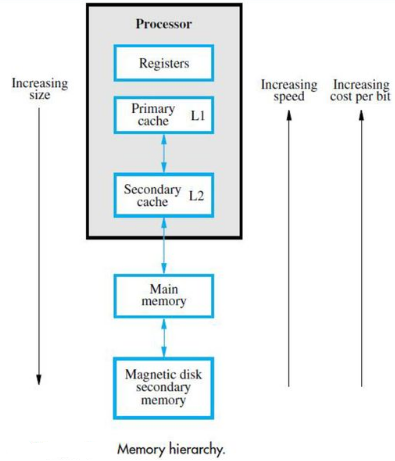 Processor
Registers
Increasing
size
Increasing
speed
Increasing
cost per bit
Primary
cache L1
Secondary
cache L2
Main
memory
Magnetic disk
secondary
memory
Memory hierarchy.